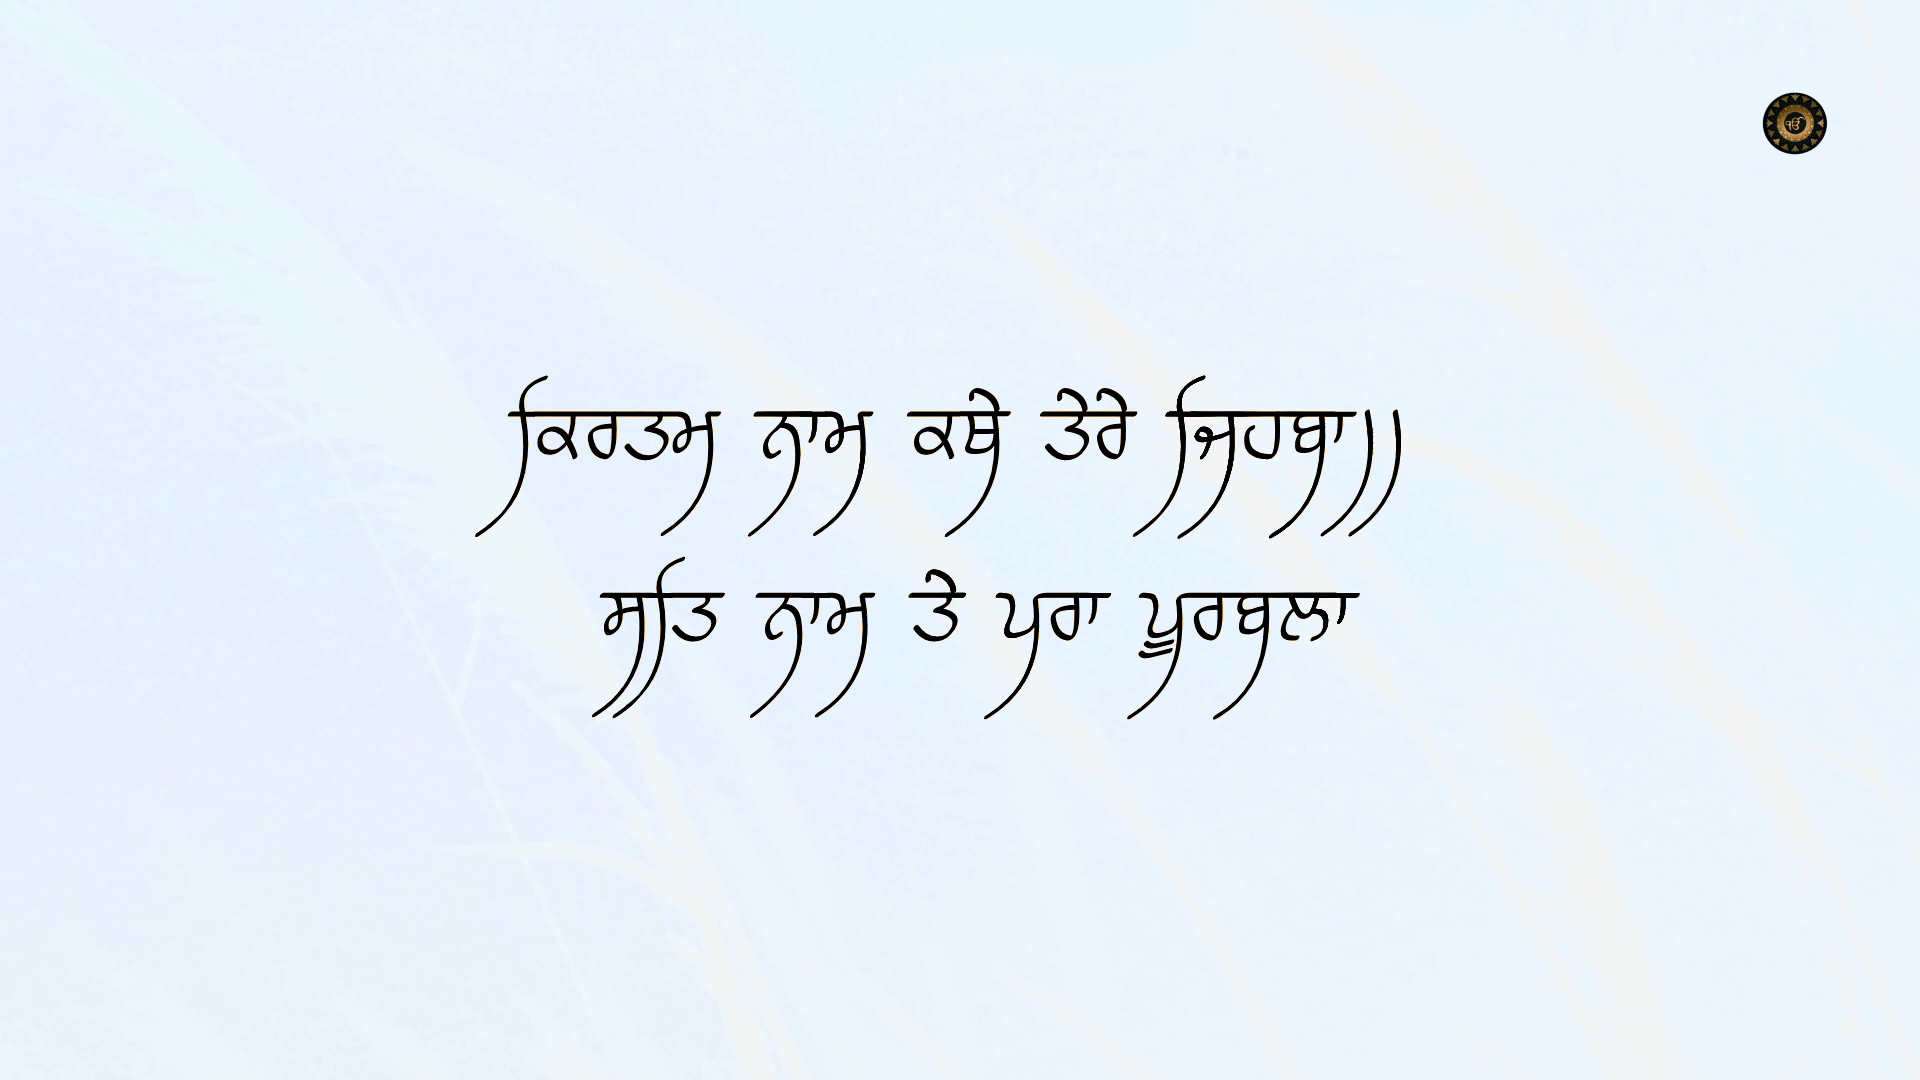 ਕਿਰਤਮ ਨਾਮ ਕਥੇ ਤੇਰੇ ਜਿਹਬਾ॥
ਸਤਿ ਨਾਮ ਤੇ ਪਰਾ ਪੂਰਬਲਾ
ੴ